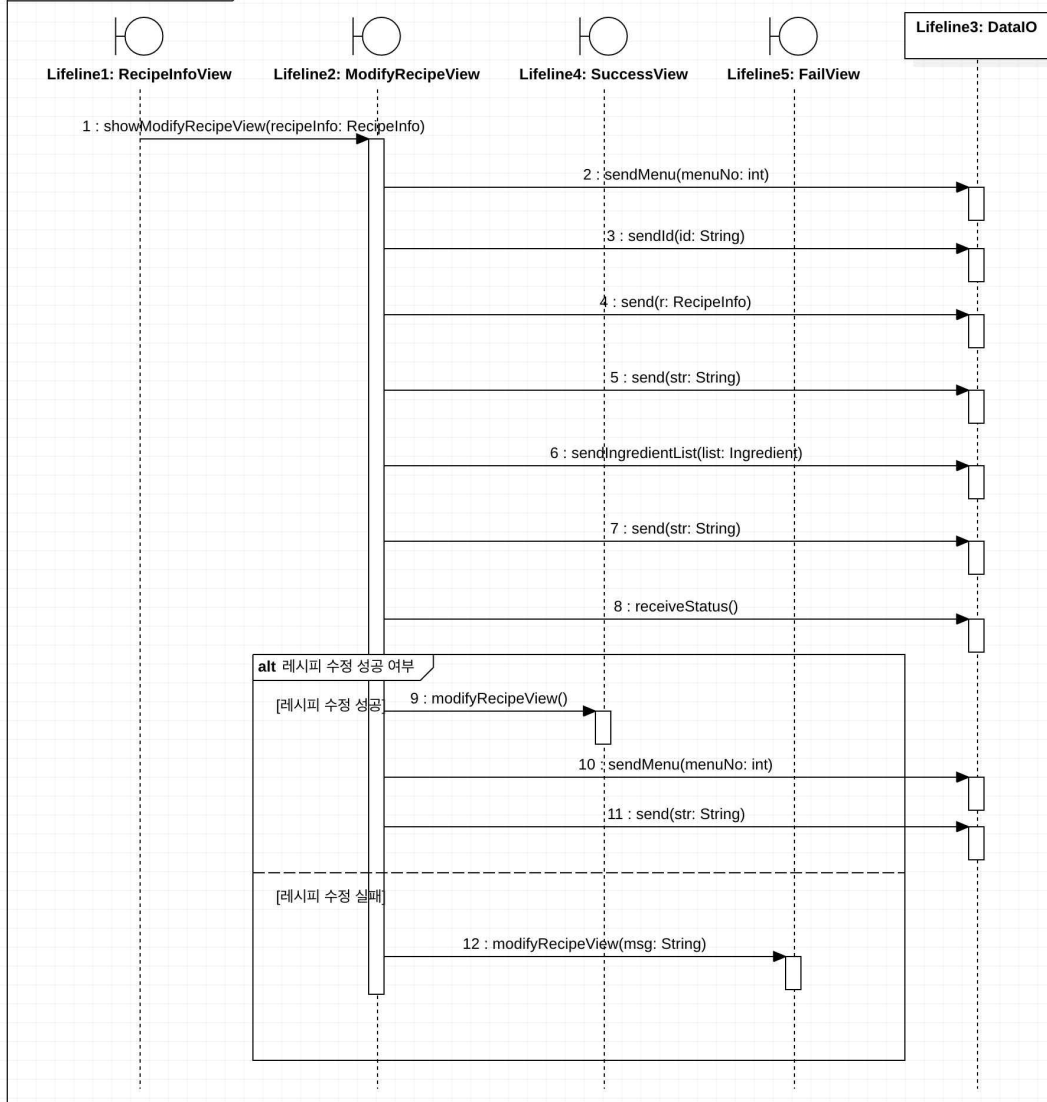 Lifeline3: DataIO
Lifeline1: RecipeInfoView
Lifeline2: ModifyRecipeView
Lifeline4: SuccessView
Lifeline5: FailView
1 : showModifyRecipeView(recipeInfo: RecipeInfo)
2 : sendMenu(menuNo: int)
3 : sendId(id: String)
4 : send(r: RecipeInfo)
5 : send(str: String)
6 : sendIngredientList(list: Ingredient)
7 : send(str: String)
8 : receiveStatus()
alt 레시피 수정 성공 여부
[레시피 수정 성공]
9 : modifyRecipeView()
10 : sendMenu(menuNo: int)
11 : send(str: String)
[레시피 수정 실패]
12 : modifyRecipeView(msg: String)